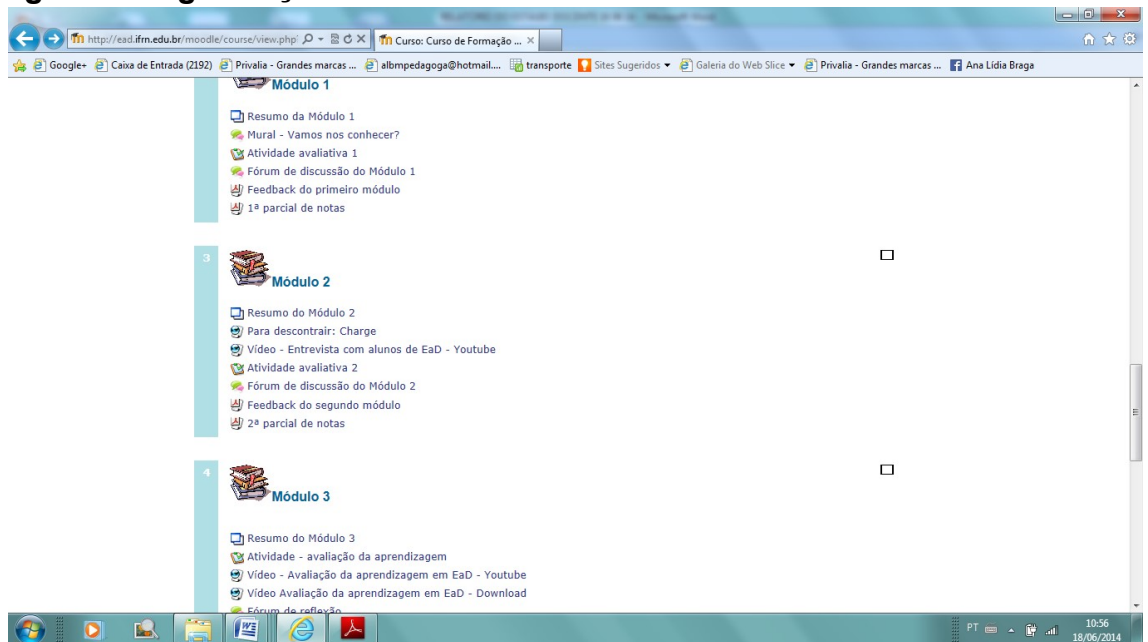 http://ead.ifrn.edu.br/moodle/course/view.php
Curso: Curso de Formação ...
Google+ Caixa de Entrada (2192) Privalia - Grandes marcas ... albmpedagoga@hotmail.... transporte Sites Sugeridos Galeria do Web Slice Privalia - Grandes marcas ... Ana Lídia Braga
Módulo 1
Resumo da Módulo 1
Mural - Vamos nos conhecer?
Atividade avaliativa 1
Fórum de discussão do Módulo 1
Feedback do primeiro módulo
1ª parcial de notas
3
Módulo 2
Resumo do Módulo 2
Para descontrair: Charge
Vídeo - Entrevista com alunos de EaD - Youtube
Atividade avaliativa 2
Fórum de discussão do Módulo 2
Feedback do segundo módulo
2ª parcial de notas
4
Módulo 3
Resumo do Módulo 3
Atividade - avaliação da aprendizagem
Vídeo - Avaliação da aprendizagem em EaD - Youtube
Vídeo Avaliação da aprendizagem em EaD - Download
Fórum de reflexão
PT
10:56
18/06/2014